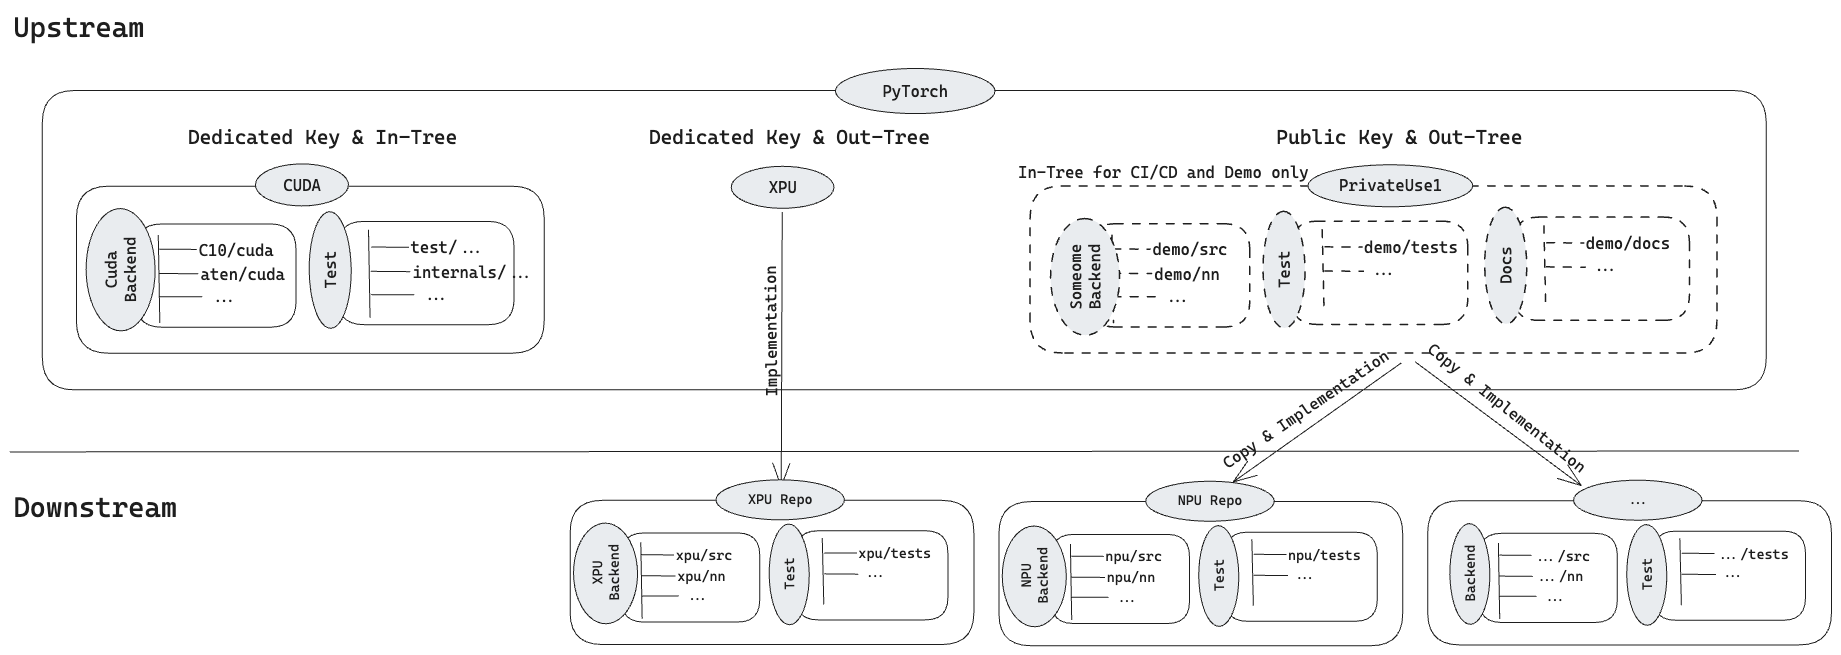 Upstream
PyTorch
Dedicated Key & In-Tree
CUDA
Cuda
Backend
C10/cuda
aten/cuda
...
Test
test/ ...
internals/ ...
...
Dedicated Key & Out-Tree
XPU
Implementation
Public Key & Out-Tree
In-Tree for CI/CD and Demo only
PrivateUse1
Someome
Backend
demo/src
demo/nn
...
Test
demo/tests
...
Docs
demo/docs
...
Copy & Implementation
Copy & Implementation
Downstream
XPU Repo
XPU
Backend
xpu/src
xpu/nn
...
Test
xpu/tests
...
NPU Repo
NPU
Backend
npu/src
npu/nn
...
Test
npu/tests
...
...
Backend
.../src
.../nn
...
Test
.../tests
...